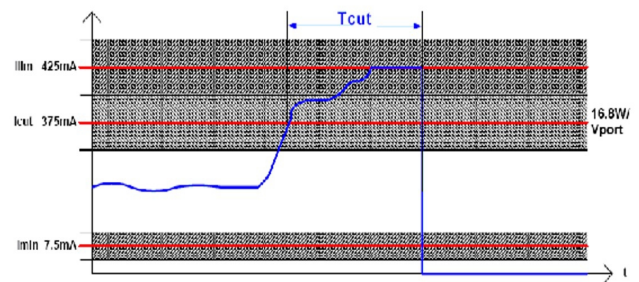 Tcut
Ilim 425mA
Icut 375mA
16.8W/
Vport
Imin 7.5mA
t